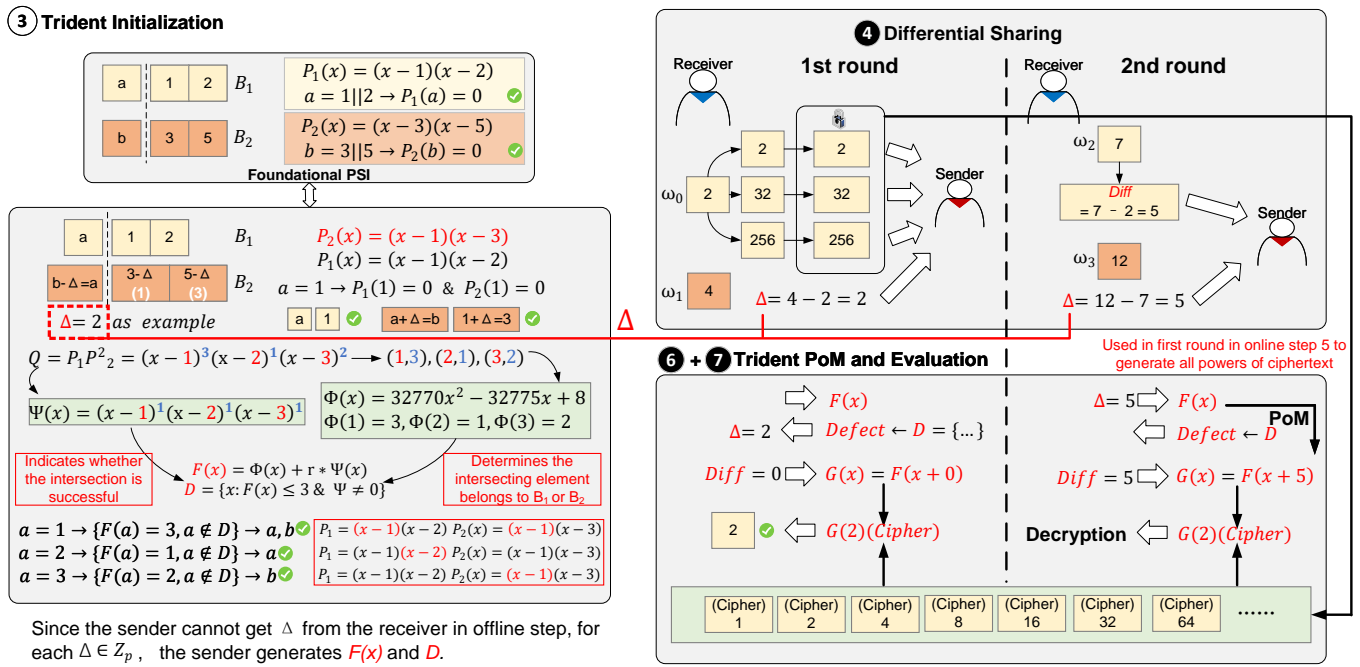 ③ Trident Initialization
a 1 2 B₁
P₁(x) = (x − 1)(x − 2)
a = 1||2 → P₁(a) = 0
b 3 5 B₂
P₂(x) = (x − 3)(x − 5)
b = 3||5 → P₂(b) = 0
Foundational PSI
a 1 2 B₁
b- Δ=a 3- Δ (1) 5- Δ (3) B₂
Δ= 2 as example
P₂(x) = (x − 1)(x − 3)
P₁(x) = (x − 1)(x − 2)
a = 1 → P₁(1) = 0 & P₂(1) = 0
a 1 a+ Δ=b 1+ Δ=3
Δ
Q = P₁P²₂ = (x − 1)³(x − 2)¹(x − 3)² → (1,3), (2,1), (3,2)
Ψ(x) = (x − 1)¹(x − 2)¹(x − 3)¹
Φ(x) = 32770x² − 32775x + 8
Φ(1) = 3, Φ(2) = 1, Φ(3) = 2
Indicates whether
the intersection is
successful
F(x) = Φ(x) + r ∗ Ψ(x)
D = {x: F(x) ≤ 3 & Ψ ≠ 0}
Determines the
intersecting element
belongs to B₁ or B₂
a = 1 → {F(a) = 3, a ∉ D} → a, b
a = 2 → {F(a) = 1, a ∉ D} → a
a = 3 → {F(a) = 2, a ∉ D} → b
P₁ = (x − 1)(x − 2) P₂(x) = (x − 1)(x − 3)
P₁ = (x − 1)(x − 2) P₂(x) = (x − 1)(x − 3)
P₁ = (x − 1)(x − 2) P₂(x) = (x − 1)(x − 3)
Since the sender cannot get Δ from the receiver in offline step, for
each Δ ∈ Zₚ , the sender generates F(x) and D.
❹ Differential Sharing
Receiver
1st round
ω₀ 2
2 2
32 32
256 256
Sender
ω₁ 4
Δ= 4 − 2 = 2
Receiver
2nd round
ω₂ 7
Diff
= 7 - 2 = 5
Sender
ω₃ 12
Δ= 12 − 7 = 5
Used in first round in online step 5 to
generate all powers of ciphertext
❻ + ❼ Trident PoM and Evaluation
F(x)
Δ= 2 Defect ← D = {…}
Diff = 0 G(x) = F(x + 0)
2 G(2)(Cipher)
Δ= 5 F(x)
PoM
Defect ← D
Diff = 5 G(x) = F(x + 5)
Decryption G(2)(Cipher)
(Cipher) 1
(Cipher) 2
(Cipher) 4
(Cipher) 8
(Cipher) 16
(Cipher) 32
(Cipher) 64
······